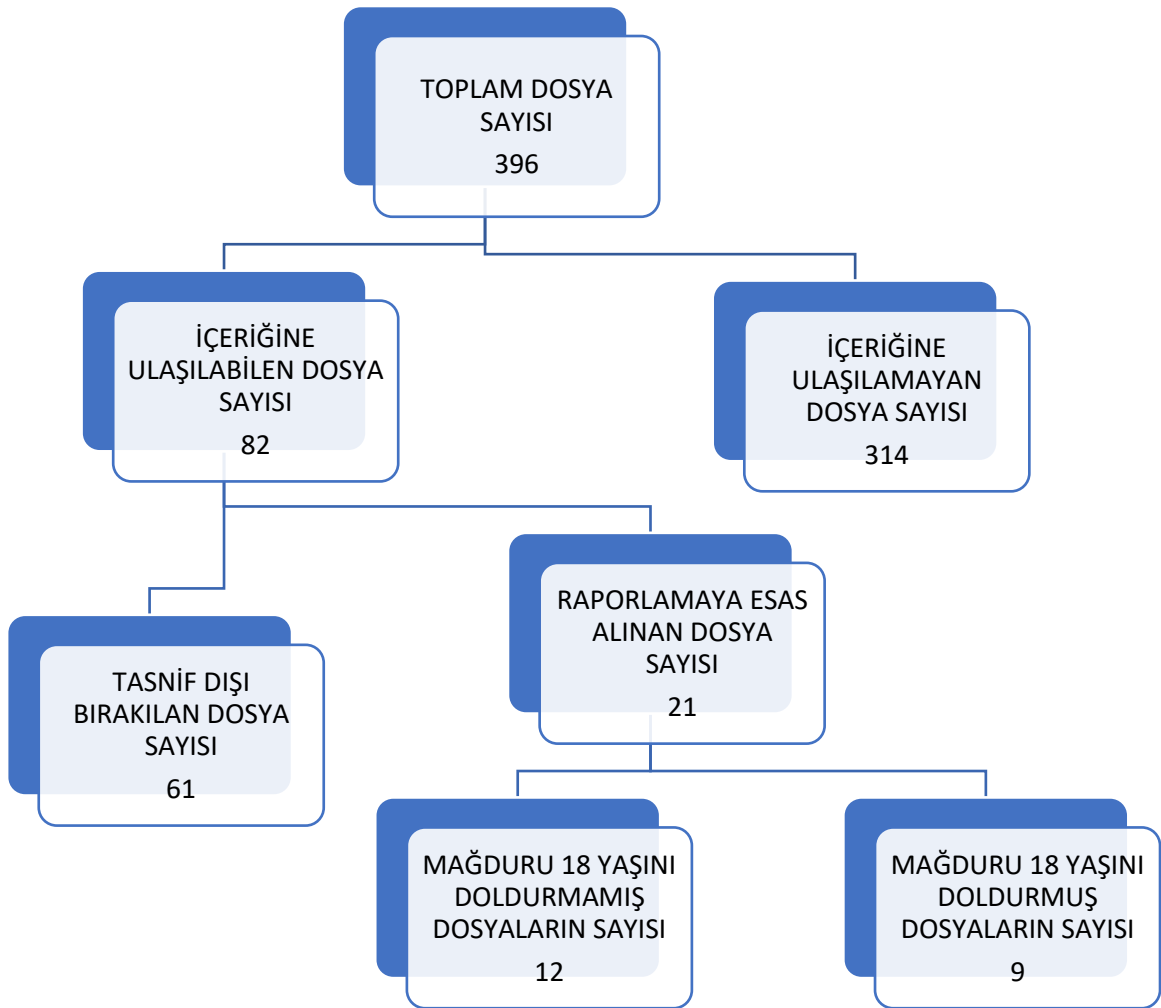 TOPLAM DOSYA
SAYISI
396
İÇERİĞİNE
ULAŞILABİLEN DOSYA
SAYISI
82
İÇERİĞİNE
ULAŞILAMAYAN
DOSYA SAYISI
314
TASNİF DIŞI
BIRAKILAN DOSYA
SAYISI
61
RAPORLAMAYA ESAS
ALINAN DOSYA
SAYISI
21
MAĞDURU 18 YAŞINI
DOLDURMAMIŞ
DOSYALARIN SAYISI
12
MAĞDURU 18 YAŞINI
DOLDURMUŞ
DOSYALARIN SAYISI
9